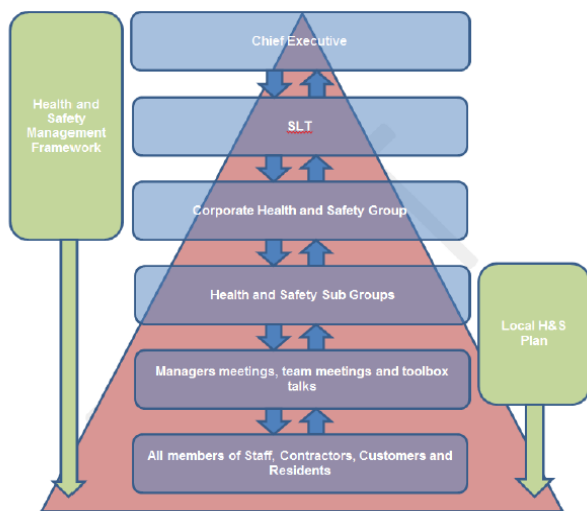 Chief Executive
Health and
Safety
Management
Framework
SLT
Corporate Health and Safety Group
Health and Safety Sub Groups
Local H&S
Plan
Managers meetings, team meetings and toolbox
talks
All members of Staff, Contractors, Customers and
Residents